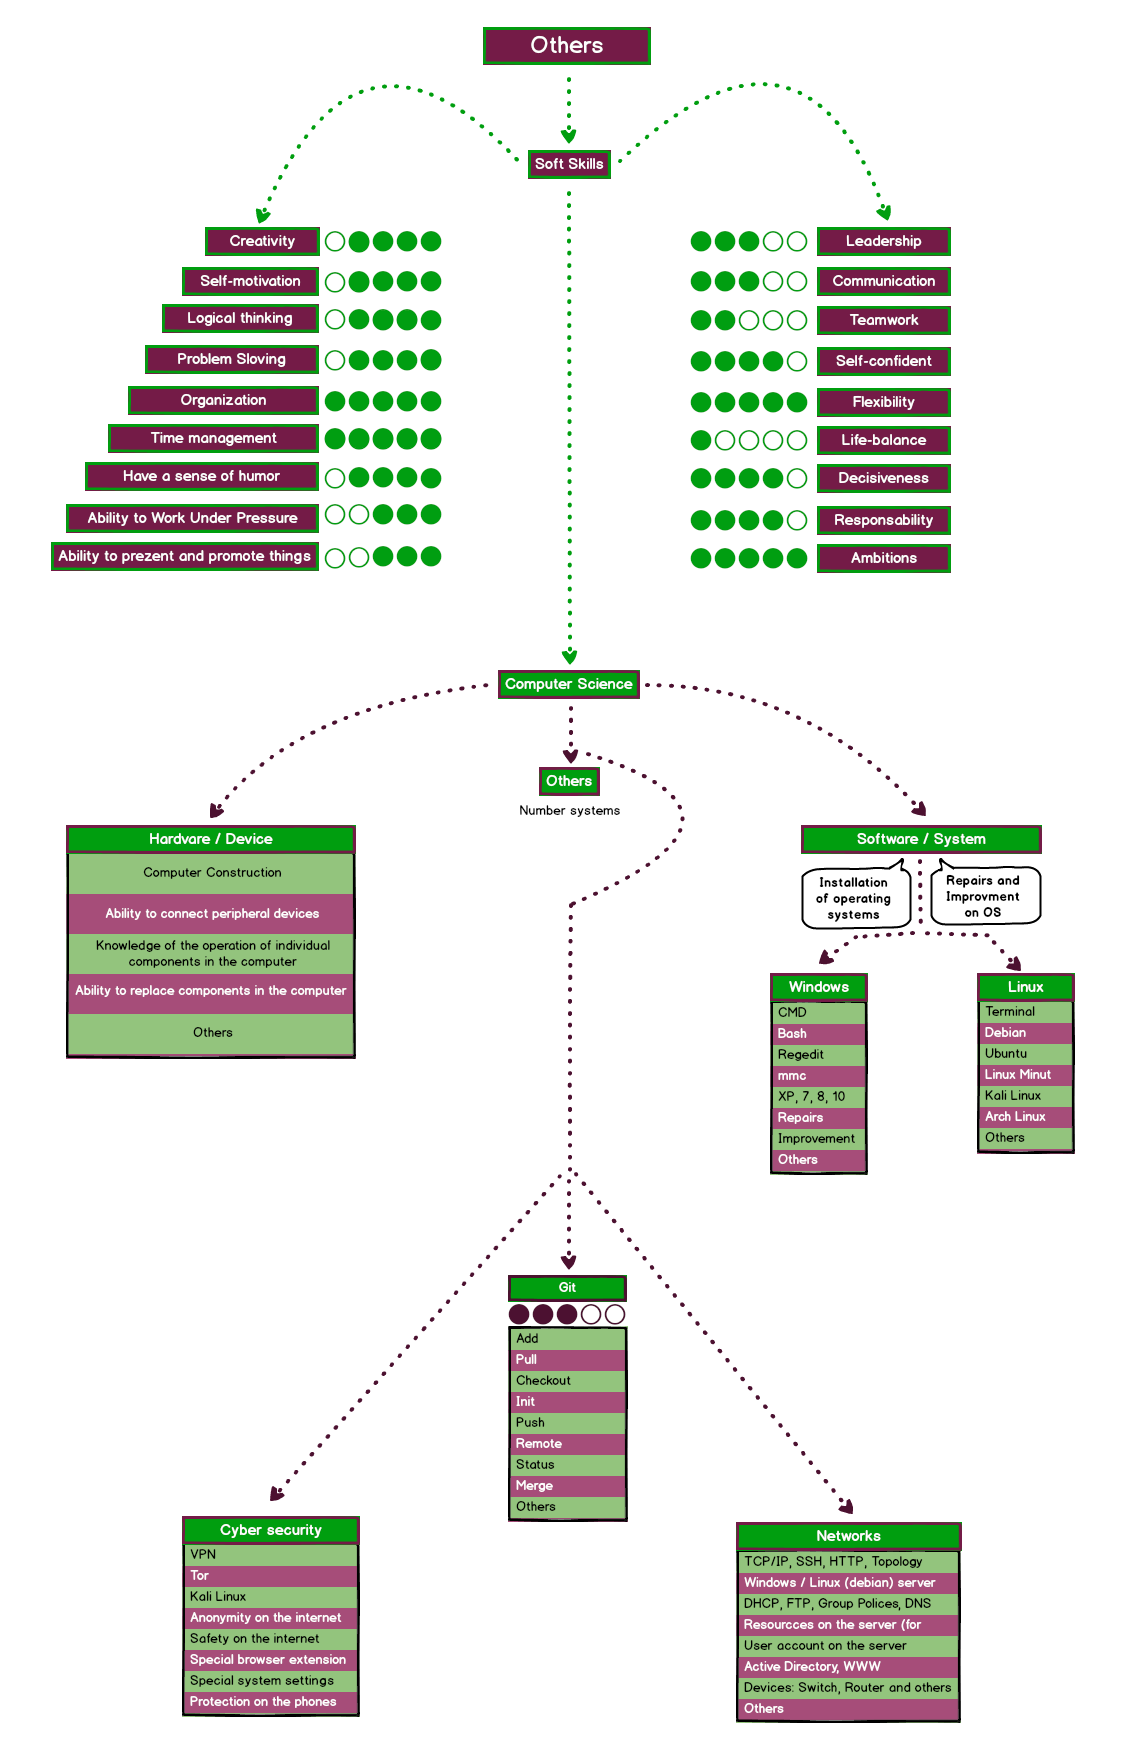 Others
Soft Skills
Creativity
Self-motivation
Logical thinking
Problem Sloving
Organization
Time management
Have a sense of humor
Ability to Work Under Pressure
Ability to prezent and promote things
Leadership
Communication
Teamwork
Self-confident
Flexibility
Life-balance
Decisiveness
Responsability
Ambitions
Computer Science
Others
Number systems
Hardvare / Device
Computer Construction
Ability to connect peripheral devices
Knowledge of the operation of individual
components in the computer
Ability to replace components in the computer
Others
Software / System
Installation
of operating
systems
Repairs and
Improvment
on OS
Windows
CMD
Bash
Regedit
mmc
XP, 7, 8, 10
Repairs
Improvement
Others
Linux
Terminal
Debian
Ubuntu
Linux Minut
Kali Linux
Arch Linux
Others
Git
Add
Pull
Checkout
Init
Push
Remote
Status
Merge
Others
Cyber security
VPN
Tor
Kali Linux
Anonymity on the internet
Safety on the internet
Special browser extension
Special system settings
Protection on the phones
Networks
TCP/IP, SSH, HTTP, Topology
Windows / Linux (debian) server
DHCP, FTP, Group Polices, DNS
Resourcces on the server (for
User account on the server
Active Directory, WWW
Devices: Switch, Router and others
Others